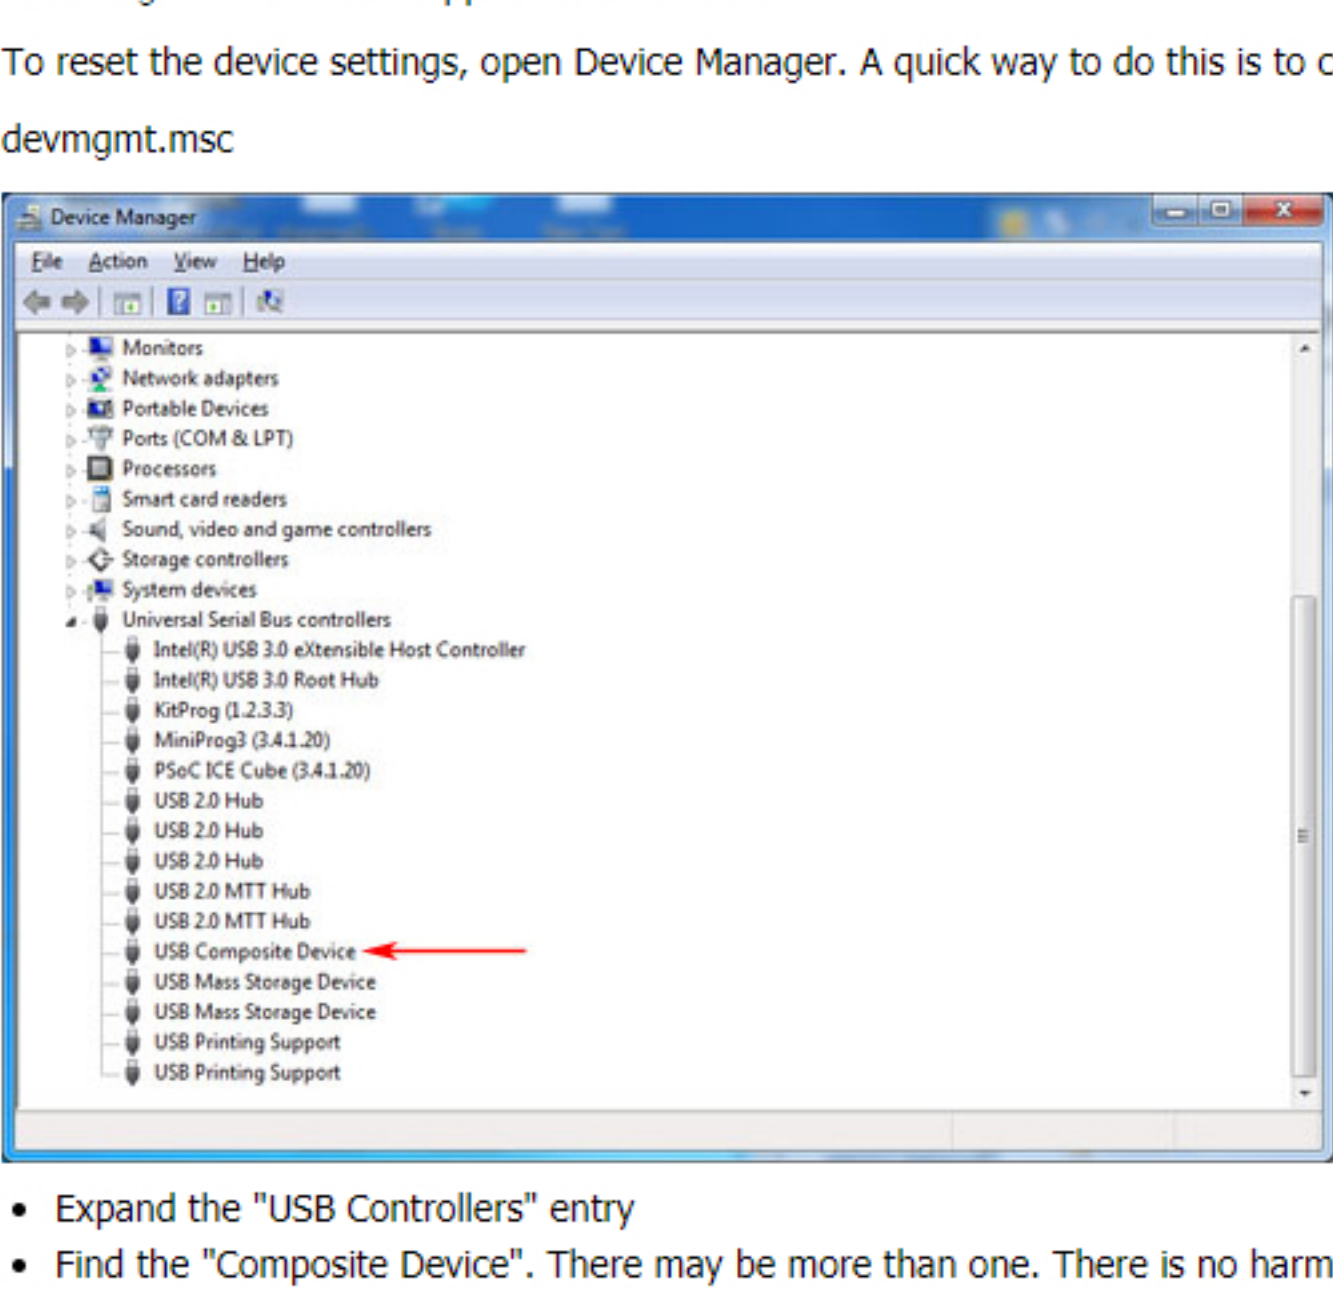 To reset the device settings, open Device Manager. A quick way to do this is to c
devmgmt.msc
Device Manager
File Action View Help
Monitors
Network adapters
Portable Devices
Ports (COM & LPT)
Processors
Smart card readers
Sound, video and game controllers
Storage controllers
System devices
Universal Serial Bus controllers
Intel(R) USB 3.0 eXtensible Host Controller
Intel(R) USB 3.0 Root Hub
KitProg (1.2.3.3)
MiniProg3 (3.4.1.20)
PSoC ICE Cube (3.4.1.20)
USB 2.0 Hub
USB 2.0 Hub
USB 2.0 Hub
USB 2.0 MTT Hub
USB 2.0 MTT Hub
USB Composite Device
USB Mass Storage Device
USB Mass Storage Device
USB Printing Support
USB Printing Support
• Expand the "USB Controllers" entry
• Find the "Composite Device". There may be more than one. There is no harm